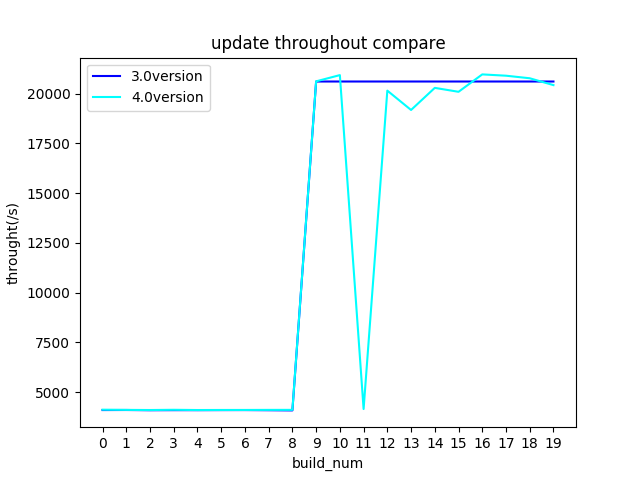 update throughout compare
3.0version
4.0version
20000
17500
15000
12500
10000
7500
5000
throught(/s)
0 1 2 3 4 5 6 7 8 9 10 11 12 13 14 15 16 17 18 19
build_num